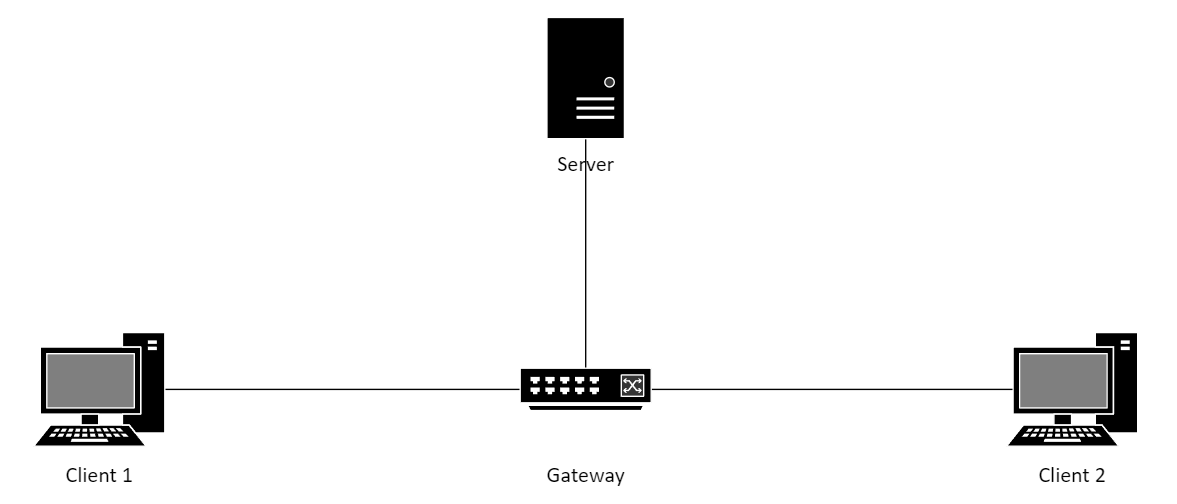 Server
Client 1
Gateway
Client 2